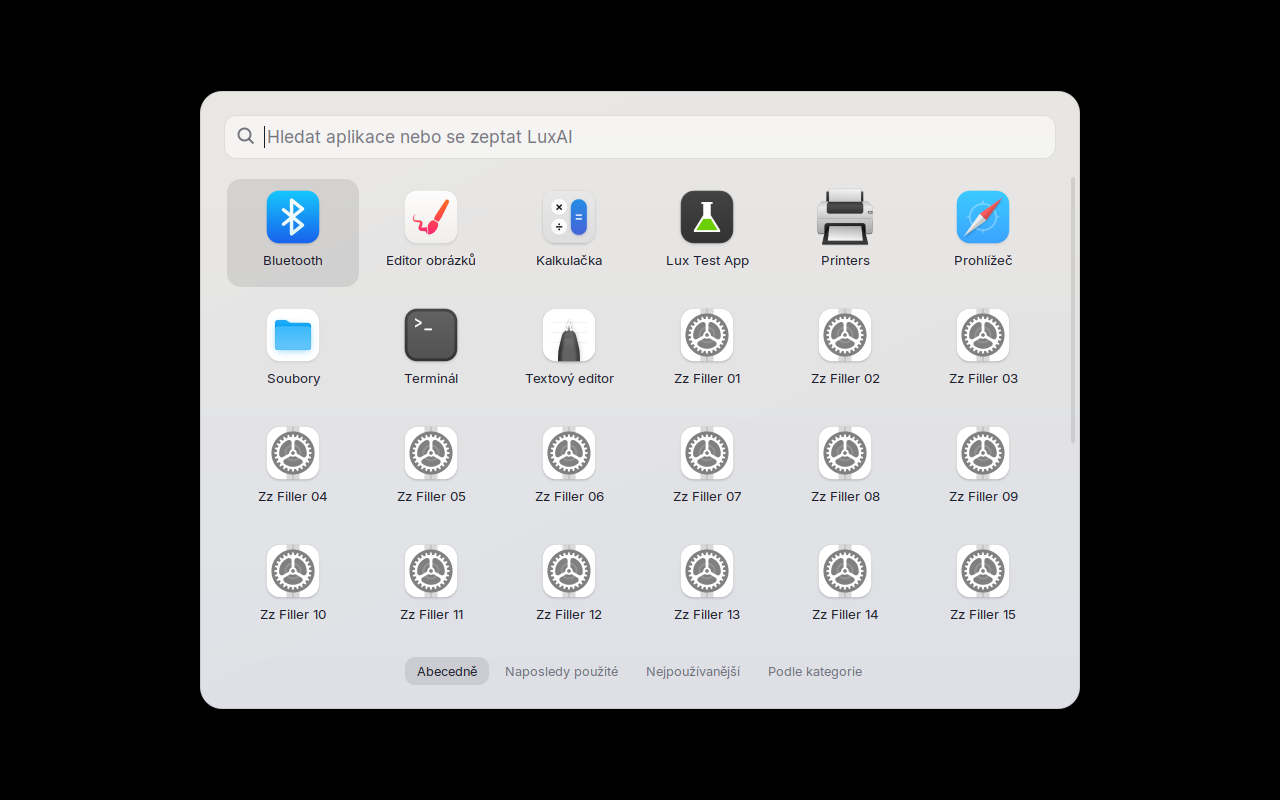 Hledat aplikace nebo se zeptat LuxAI
Bluetooth
Editor obrázků
Kalkulačka
Lux Test App
Printers
Prohlížeč
Soubory
Terminál
Textový editor
Zz Filler 01
Zz Filler 02
Zz Filler 03
Zz Filler 04
Zz Filler 05
Zz Filler 06
Zz Filler 07
Zz Filler 08
Zz Filler 09
Zz Filler 10
Zz Filler 11
Zz Filler 12
Zz Filler 13
Zz Filler 14
Zz Filler 15
Abecedně
Naposledy použité
Nejpoužívanější
Podle kategorie